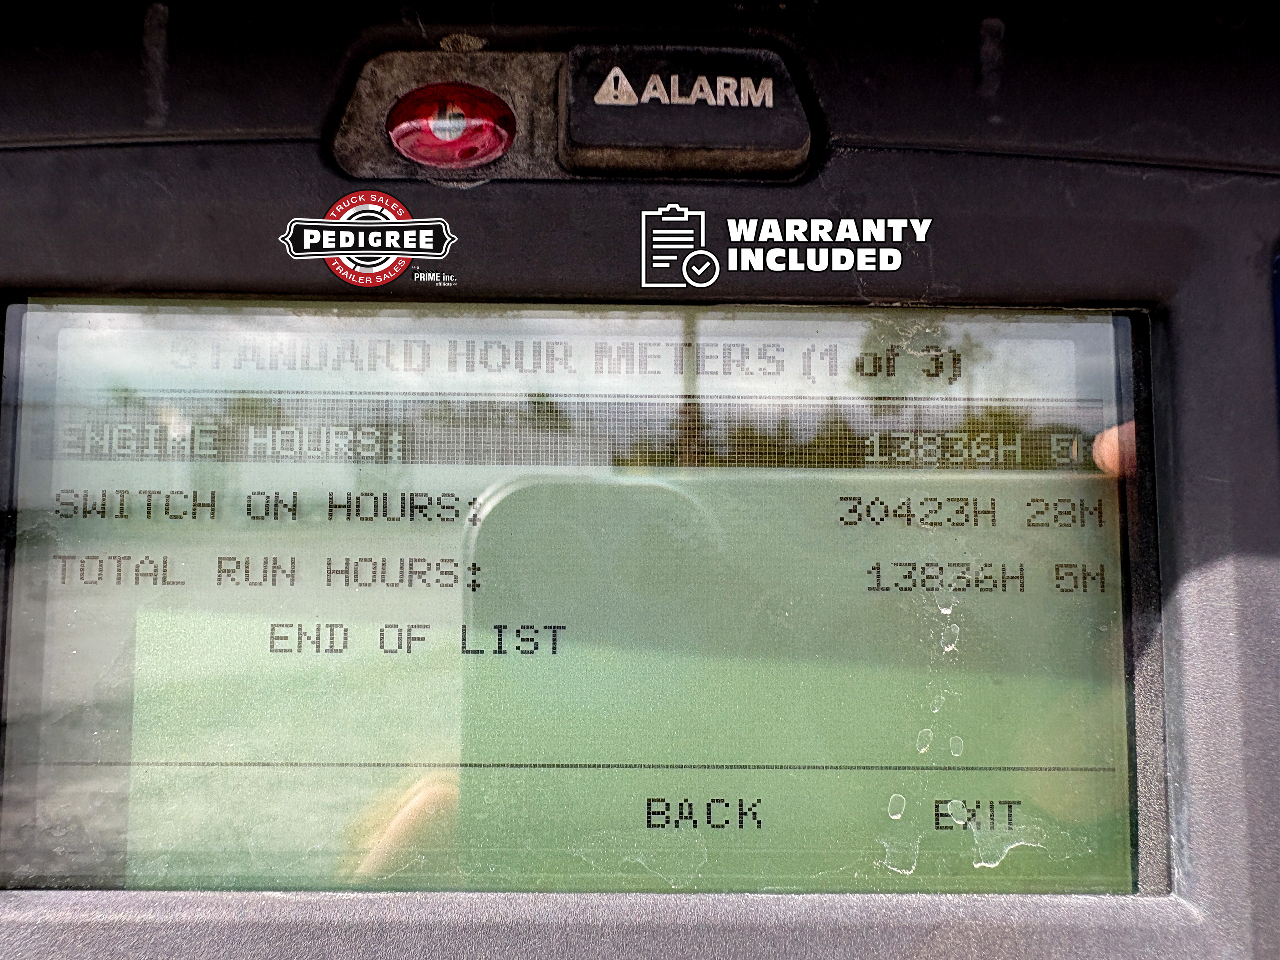 ALARM
TRUCK SALES
PEDIGREE
TRAILER SALES
PRIME inc.
WARRANTY
INCLUDED
STANDARD HOUR METERS (1 of 3)
ENGINE HOURS: 13836H
SWITCH ON HOURS: 30423H 28M
TOTAL RUN HOURS: 13836H 5M
END OF LIST
BACK EXIT